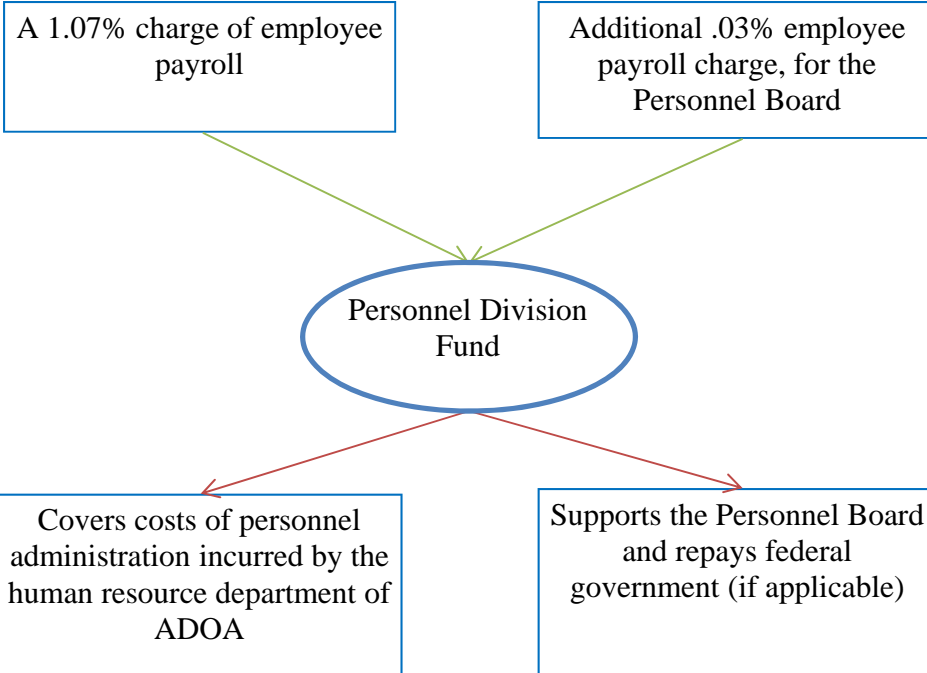 A 1.07% charge of employee
payroll
Additional .03% employee
payroll charge, for the
Personnel Board
Personnel Division
Fund
Covers costs of personnel
administration incurred by the
human resource department of
ADOA
Supports the Personnel Board
and repays federal
government (if applicable)